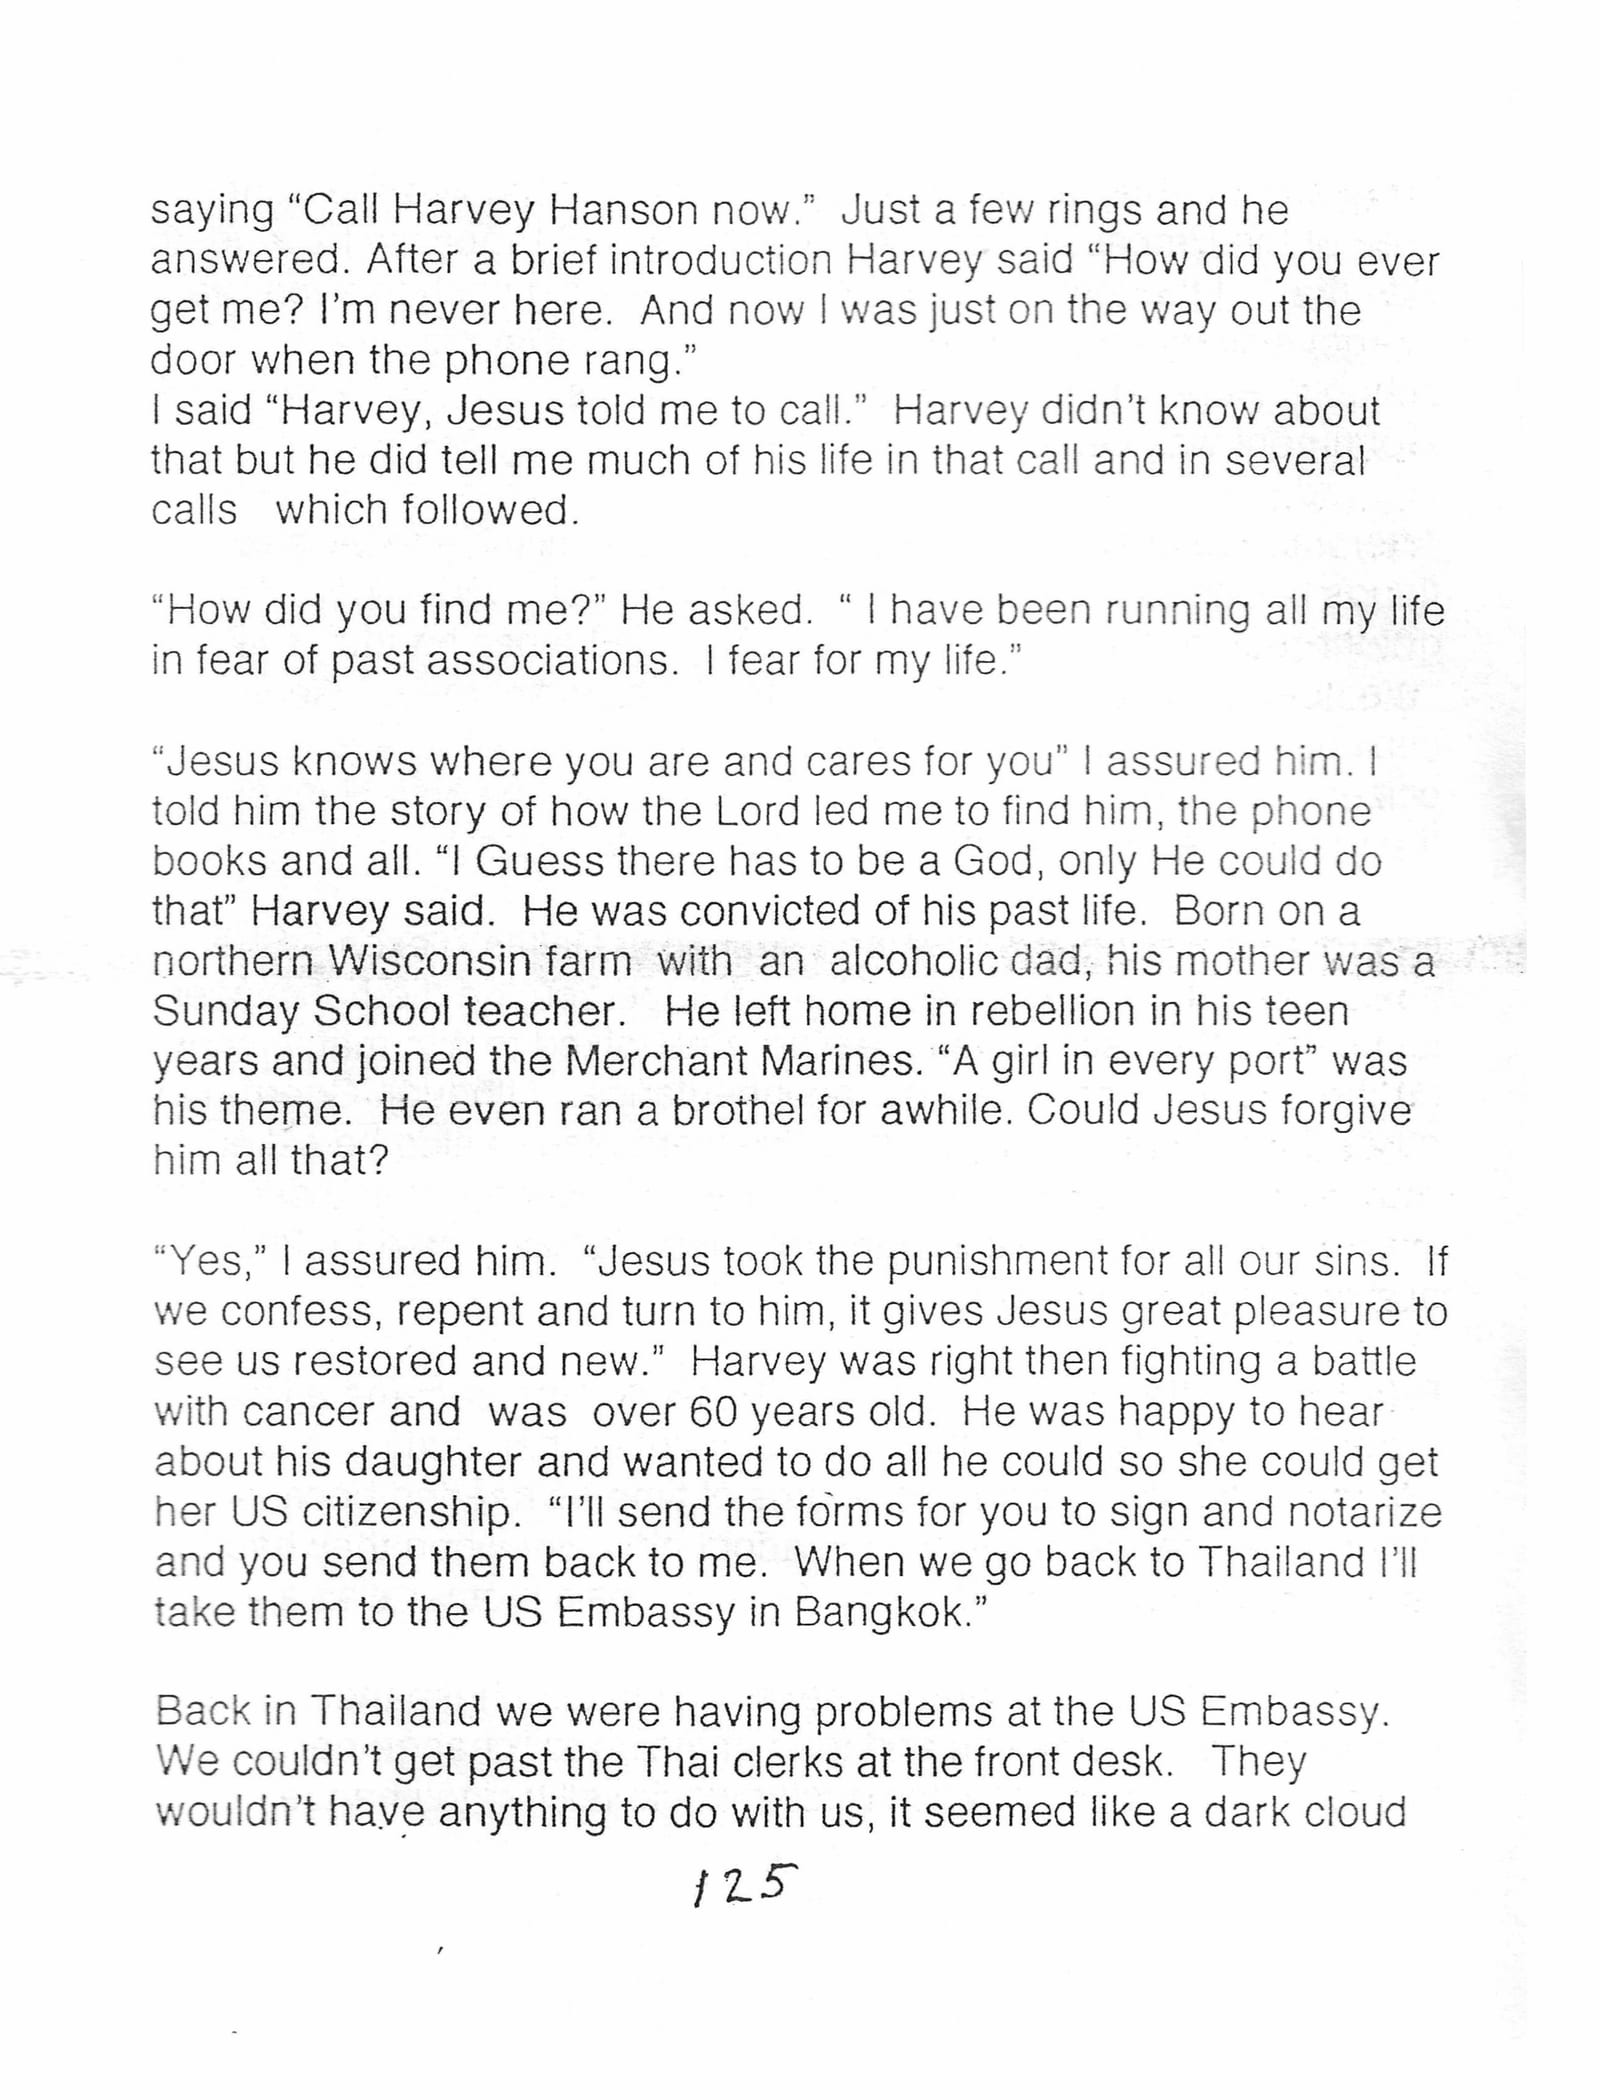 saying “Call Harvey Hanson now.”  Just a few rings and he
answered. After a brief introduction Harvey said “How did you ever
get me? I’m never here.  And now I was just on the way out the
door when the phone rang.”
I said “Harvey, Jesus told me to call.”  Harvey didn’t know about
that but he did tell me much of his life in that call and in several
calls   which followed.
“How did you find me?” He asked.  “ I have been running all my life
in fear of past associations.  I fear for my life.”
“Jesus knows where you are and cares for you” I assured him. I
told him the story of how the Lord led me to find him, the phone
books and all. “I Guess there has to be a God, only He could do
that” Harvey said.  He was convicted of his past life.  Born on a
northern Wisconsin farm  with  an  alcoholic dad, his mother was a
Sunday School teacher.   He left home in rebellion in his teen
years and joined the Merchant Marines. “A girl in every port” was
his theme.  He even ran a brothel for awhile. Could Jesus forgive
him all that?
“Yes,” I assured him.  “Jesus took the punishment for all our sins.  If
we confess, repent and turn to him, it gives Jesus great pleasure to
see us restored and new.”  Harvey was right then fighting a battle
with cancer and  was  over 60 years old.  He was happy to hear
about his daughter and wanted to do all he could so she could get
her US citizenship.  “I’ll send the forms for you to sign and notarize
and you send them back to me.  When we go back to Thailand I’ll
take them to the US Embassy in Bangkok.”
Back in Thailand we were having problems at the US Embassy.
We couldn’t get past the Thai clerks at the front desk.   They
wouldn’t have anything to do with us, it seemed like a dark cloud
125